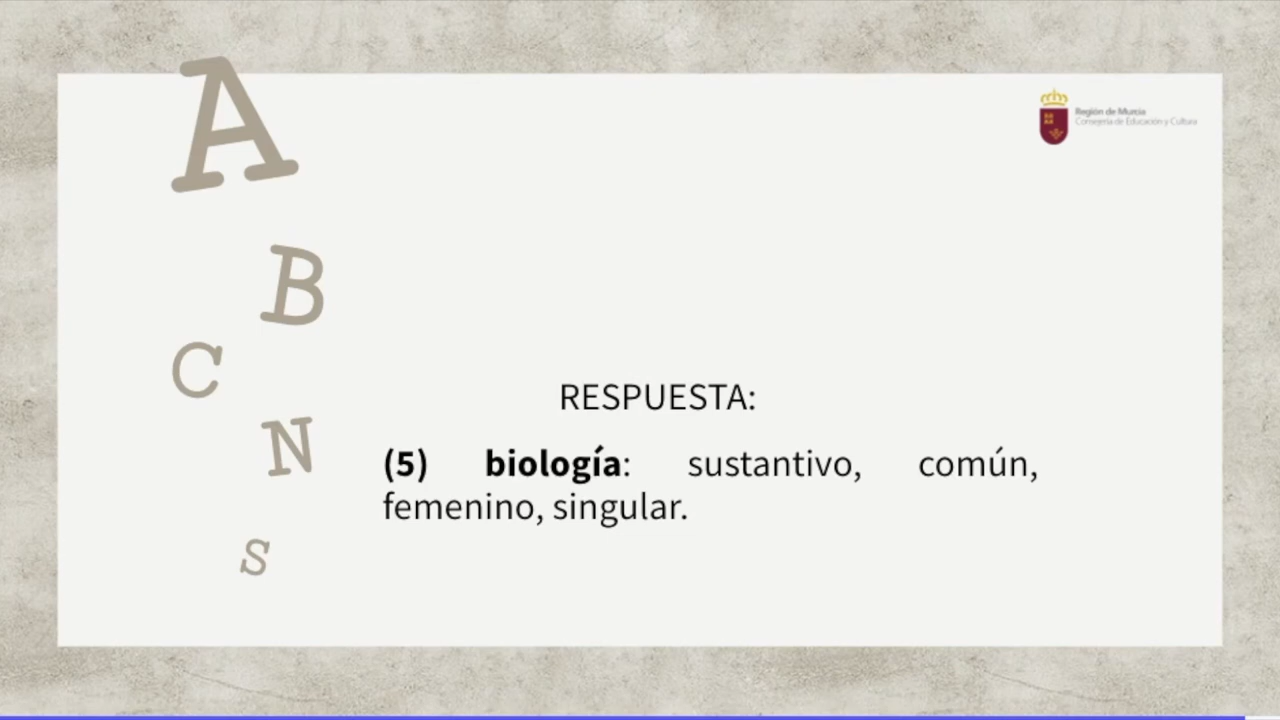 A
Región de Murcia
Consejería de Educación y Cultura
B
C
N
S
RESPUESTA:
(5) biología: sustantivo, común,
femenino, singular.